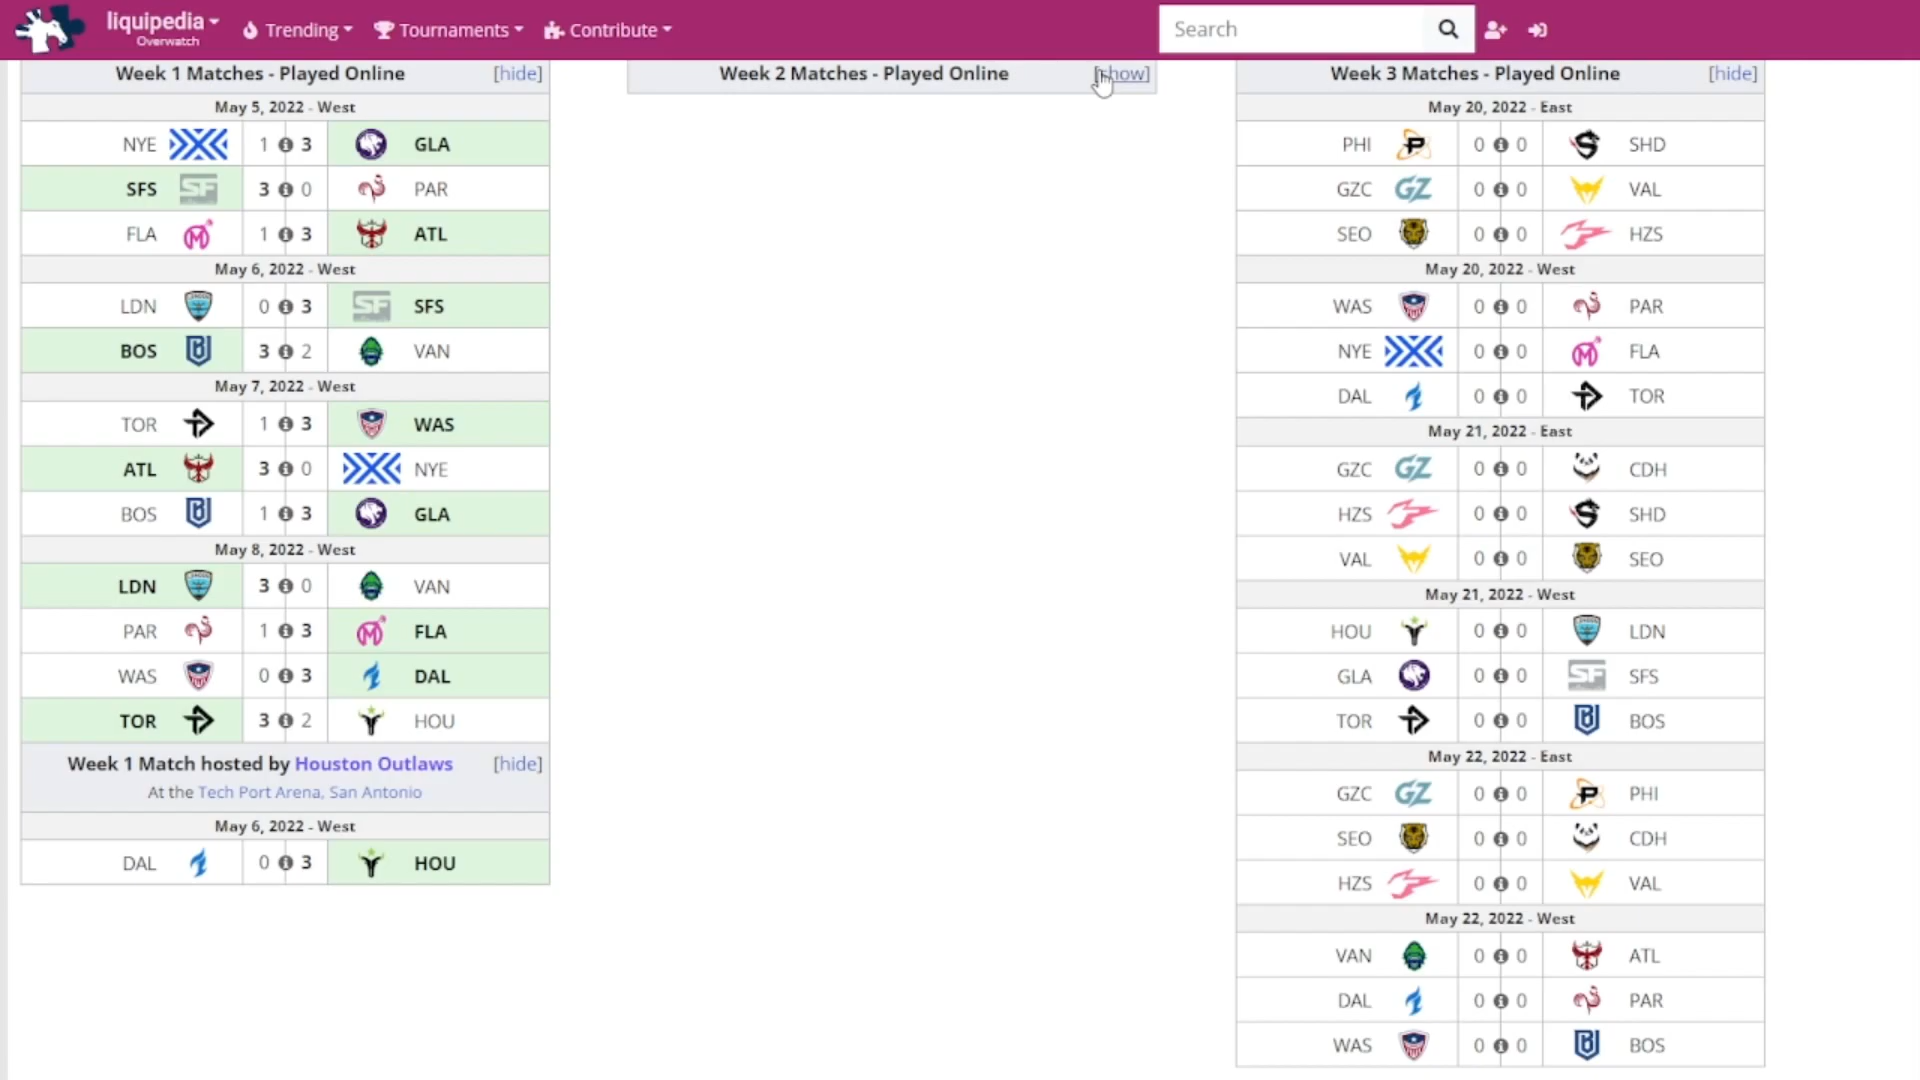 liquipedia
Overwatch
Trending
Tournaments
Contribute
Search
Week 1 Matches - Played Online [hide]
May 5, 2022 - West
NYE 1 3 GLA
SFS 3 0 PAR
FLA 1 3 ATL
May 6, 2022 - West
LDN 0 3 SFS
BOS 3 2 VAN
May 7, 2022 - West
TOR 1 3 WAS
ATL 3 0 NYE
BOS 1 3 GLA
May 8, 2022 - West
LDN 3 0 VAN
PAR 1 3 FLA
WAS 0 3 DAL
TOR 3 2 HOU
Week 1 Match hosted by Houston Outlaws [hide]
At the Tech Port Arena, San Antonio
May 6, 2022 - West
DAL 0 3 HOU
Week 2 Matches - Played Online [show]
Week 3 Matches - Played Online [hide]
May 20, 2022 - East
PHI 0 0 SHD
GZC 0 0 VAL
SEO 0 0 HZS
May 20, 2022 - West
WAS 0 0 PAR
NYE 0 0 FLA
DAL 0 0 TOR
May 21, 2022 - East
GZC 0 0 CDH
HZS 0 0 SHD
VAL 0 0 SEO
May 21, 2022 - West
HOU 0 0 LDN
GLA 0 0 SFS
TOR 0 0 BOS
May 22, 2022 - East
GZC 0 0 PHI
SEO 0 0 CDH
HZS 0 0 VAL
May 22, 2022 - West
VAN 0 0 ATL
DAL 0 0 PAR
WAS 0 0 BOS